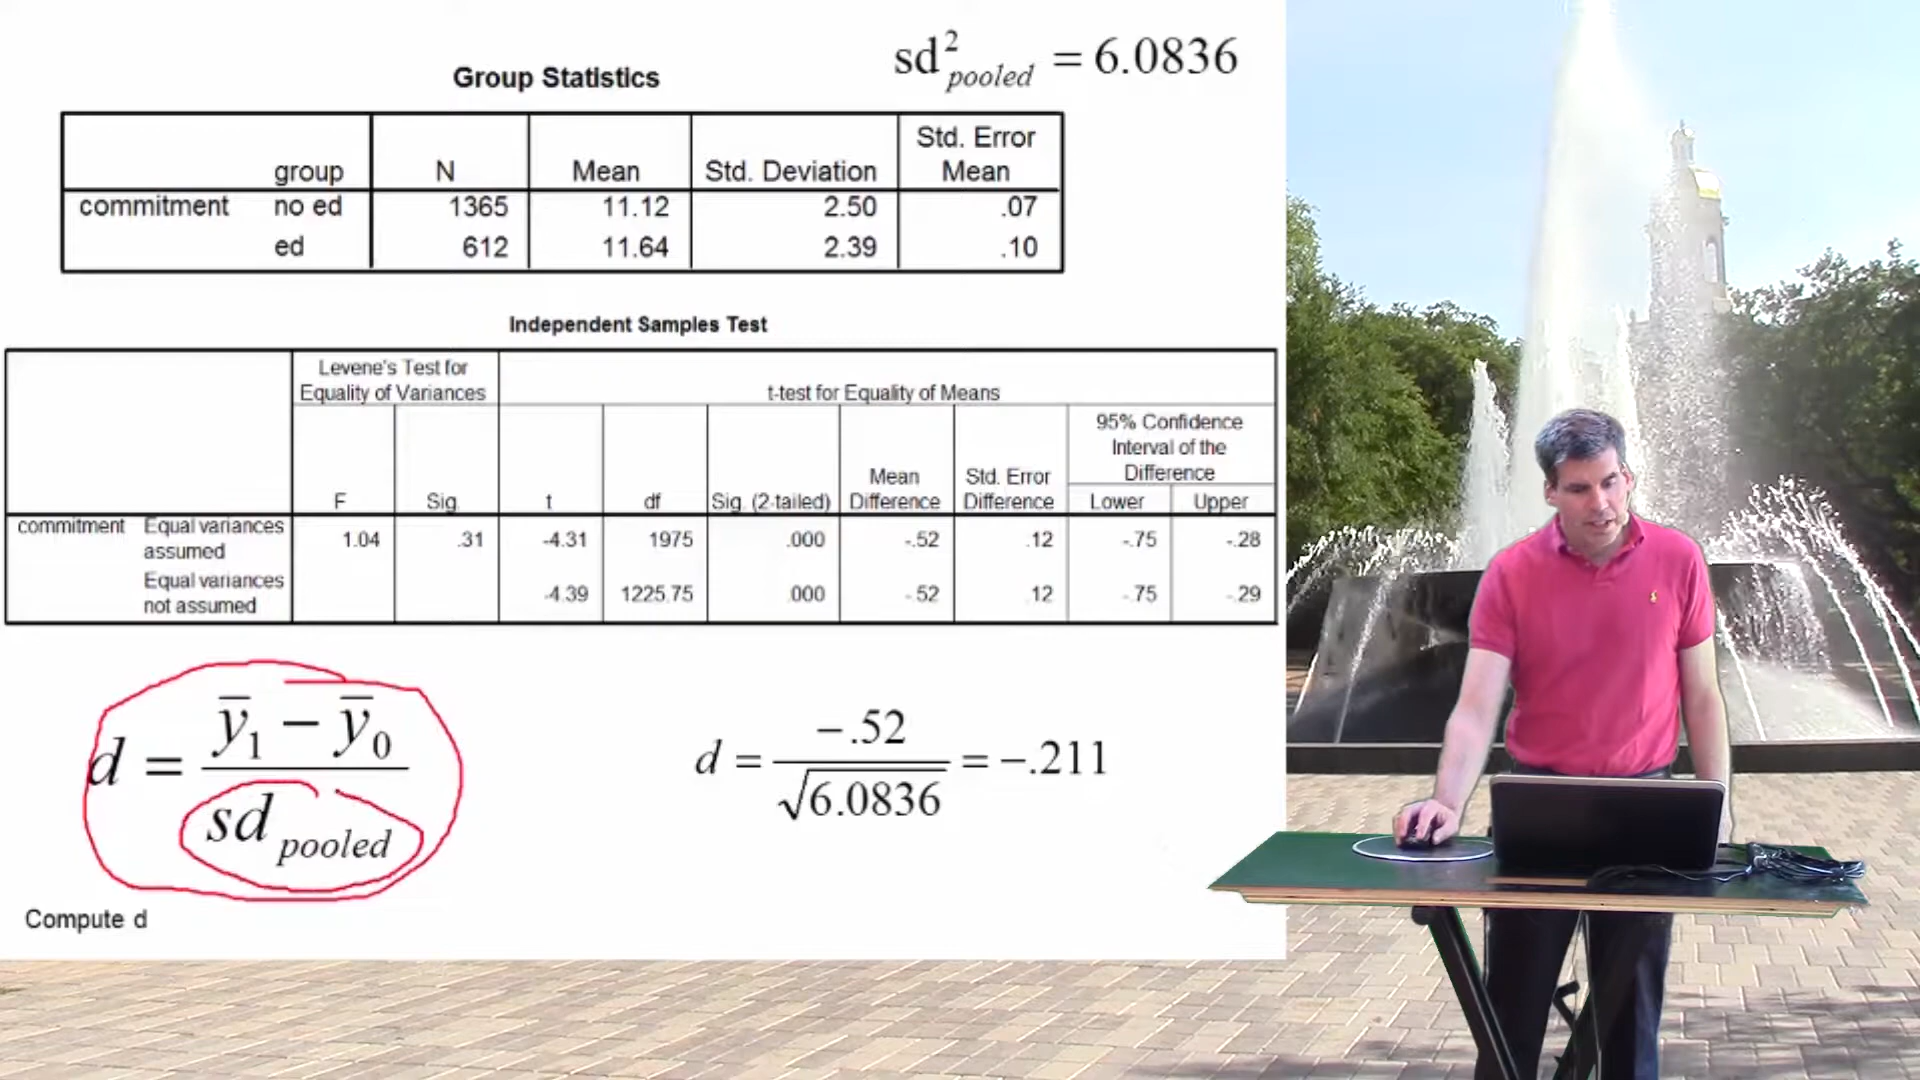 sd²pooled = 6.0836
Group Statistics
group N Mean Std. Deviation Std. Error Mean
commitment no ed 1365 11.12 2.50 .07
ed 612 11.64 2.39 .10
Independent Samples Test
Levene's Test for Equality of Variances t-test for Equality of Means
95% Confidence Interval of the Difference
F Sig. t df Sig. (2-tailed) Mean Difference Std. Error Difference Lower Upper
commitment Equal variances assumed 1.04 .31 -4.31 1975 .000 -.52 .12 -.75 -.28
Equal variances not assumed -4.39 1225.75 .000 -.52 .12 -.75 -.29
d = (ȳ₁ − ȳ₀) / sd pooled
d = −.52 / √6.0836 = −.211
Compute d